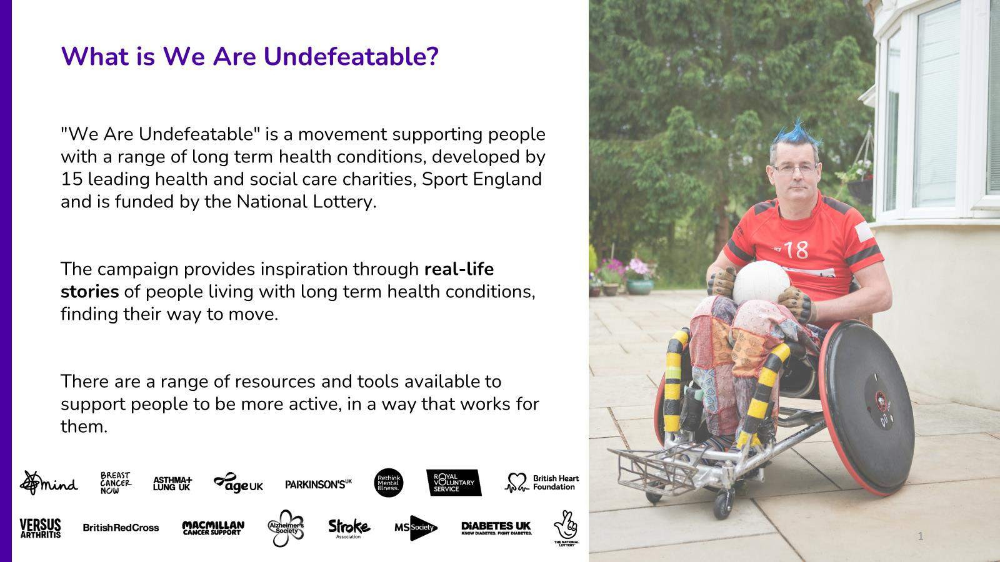 What is We Are Undefeatable?
"We Are Undefeatable" is a movement supporting people
with a range of long term health conditions, developed by
15 leading health and social care charities, Sport England
and is funded by the National Lottery.
The campaign provides inspiration through real-life
stories of people living with long term health conditions,
finding their way to move.
There are a range of resources and tools available to
support people to be more active, in a way that works for
them.
mind
BREAST
CANCER
NOW
ASTHMA+
LUNG UK
age UK
PARKINSON'S UK
Rethink
Mental
Illness.
ROYAL
VOLUNTARY
SERVICE
British Heart
Foundation
VERSUS
ARTHRITIS
BritishRedCross
MACMILLAN
CANCER SUPPORT
Alzheimer's
Society
Stroke
Association
MS Society
DiABETES UK
KNOW DIABETES. FIGHT DIABETES.
THE NATIONAL
LOTTERY
18
1